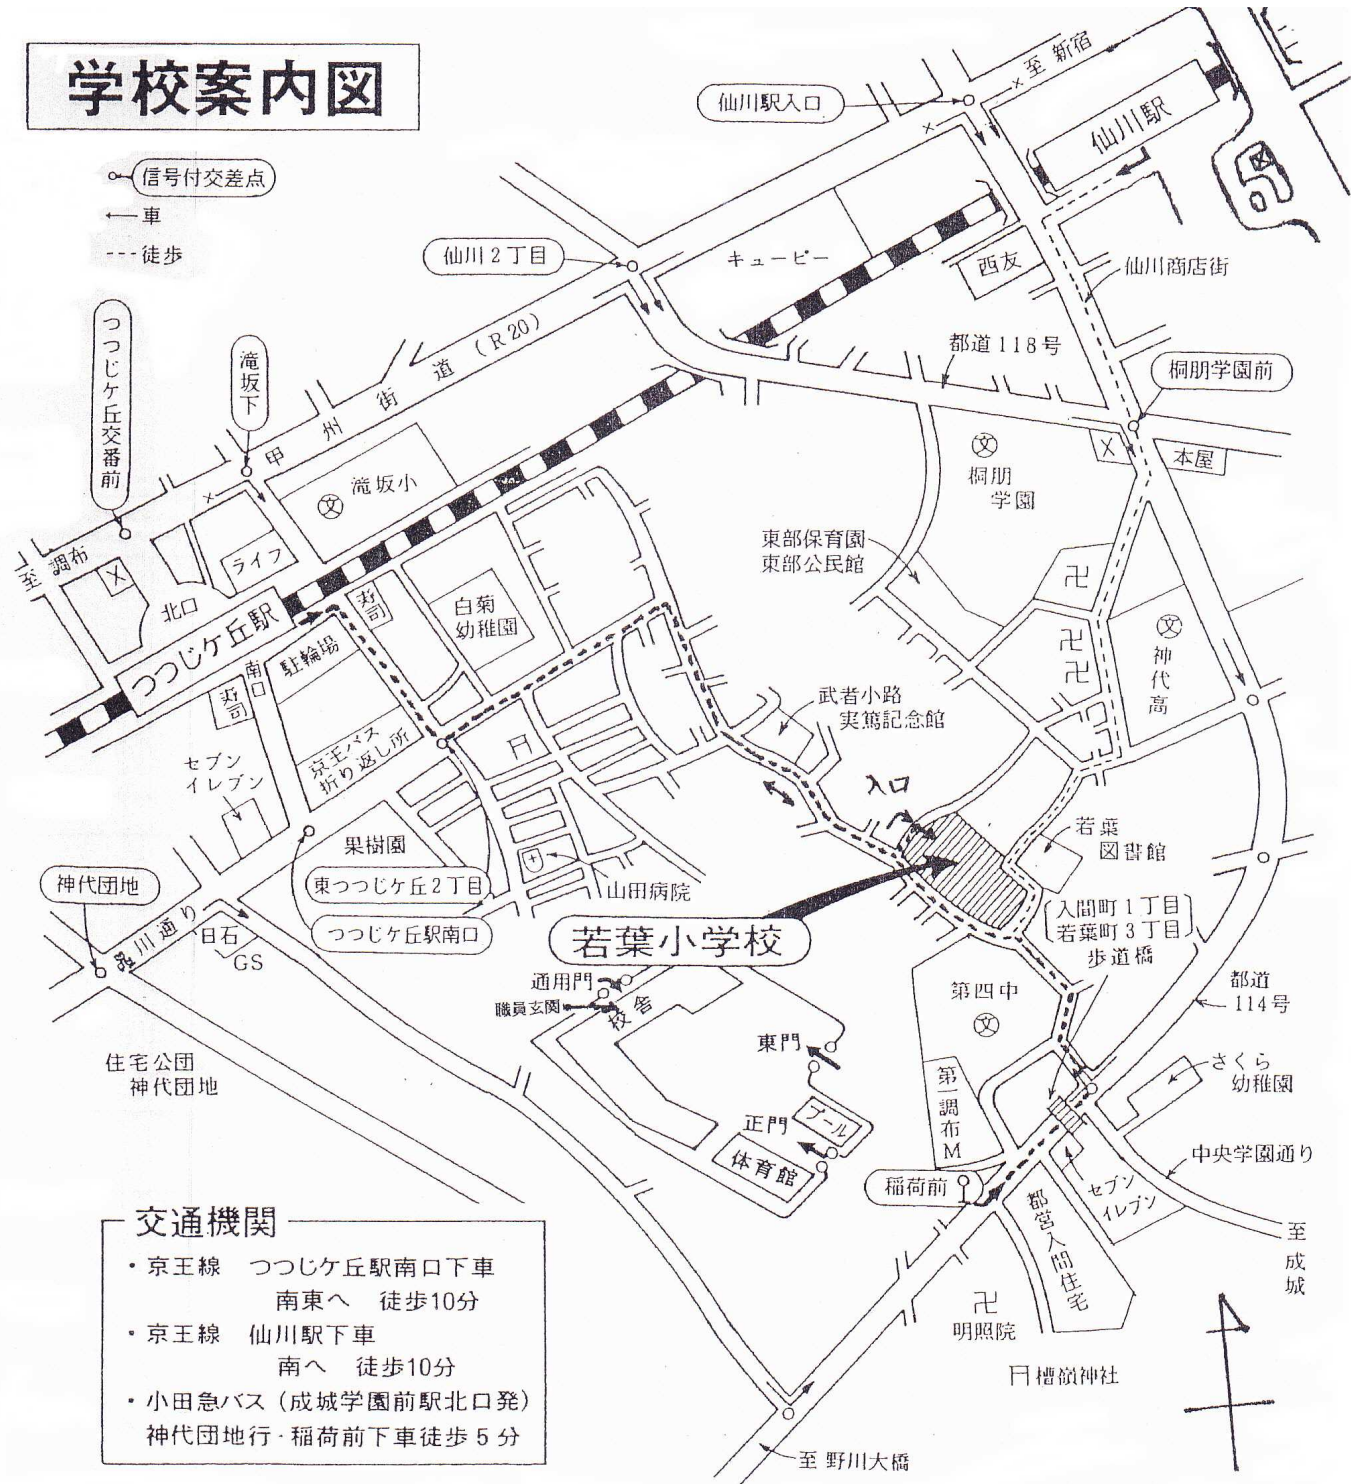 学校案内図
信号付交差点
車
徒歩
仙川駅入口
至 新宿
仙川駅
仙川2丁目
キューピー
西友
仙川商店街
つつじケ丘交番前
滝坂下
甲州街道(R20)
都道118号
桐朋学園前
X
本屋
文
滝坂小
文
桐朋
学園
至 調布
X
ライフ
北口
東部保育園
東部公民館
卍
卍
卍
つつじケ丘駅
寿司
白菊
幼稚園
文
神代高
駐輪場
南口
寿司
武者小路
実篤記念館
セブン
イレブン
京王バス
折り返し所
入口
若葉
図書館
果樹園
東つつじケ丘2丁目
つつじケ丘駅南口
山田病院
神代団地
入間町1丁目
若葉町3丁目
歩道橋
若葉小学校
日石
GS
通用門
職員玄関
校舎
第四中
文
都道
114号
東門
住宅公団
神代団地
さくら
幼稚園
第一調布M
プール
正門
体育館
稲荷前
中央学園通り
セブン
イレブン
都営入間住宅
至成城
卍
明照院
槽嶺神社
至 野川大橋
交通機関
・京王線 つつじケ丘駅南口下車
南東へ 徒歩10分
・京王線 仙川駅下車
南へ 徒歩10分
・小田急バス(成城学園前駅北口発)
神代団地行・稲荷前下車徒歩5分